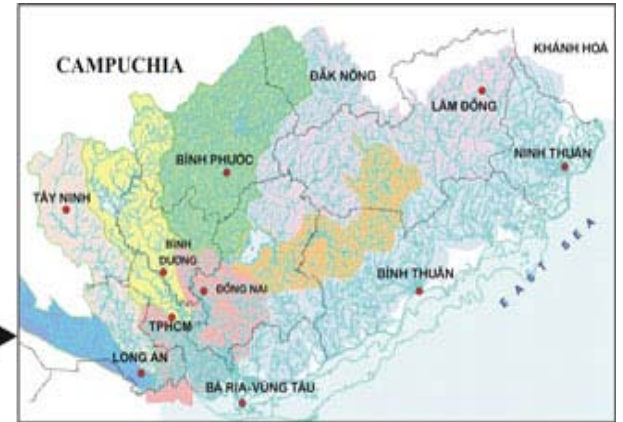 KHÁNH HOÀ
CAMPUCHIA
ĐĂK NÔNG
LÂM ĐỒNG
BÌNH PHƯỚC
NINH THUẬN
TÂY NINH
BÌNH
DƯƠNG
BÌNH THUẬN
EAST SEA
ĐỒNG NAI
TPHCM
LONG AN
BÀ RỊA-VŨNG TÀU